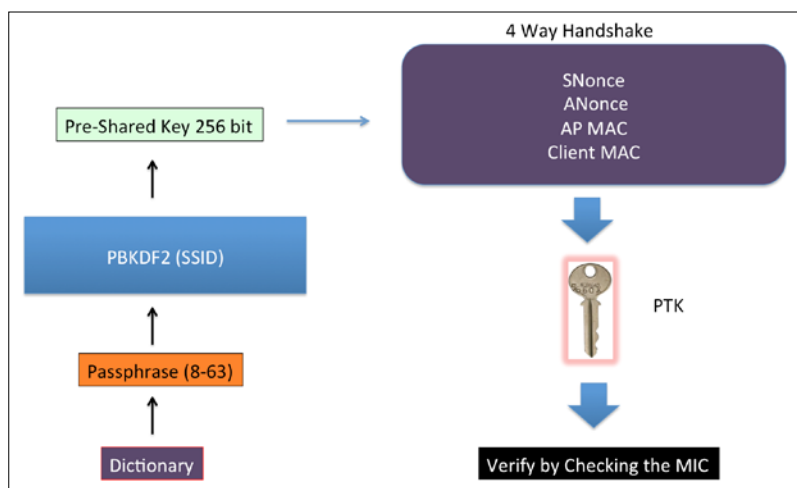 4 Way Handshake
SNonce
ANonce
AP MAC
Client MAC
Pre-Shared Key 256 bit
PBKDF2 (SSID)
PTK
Passphrase (8-63)
Dictionary
Verify by Checking the MIC